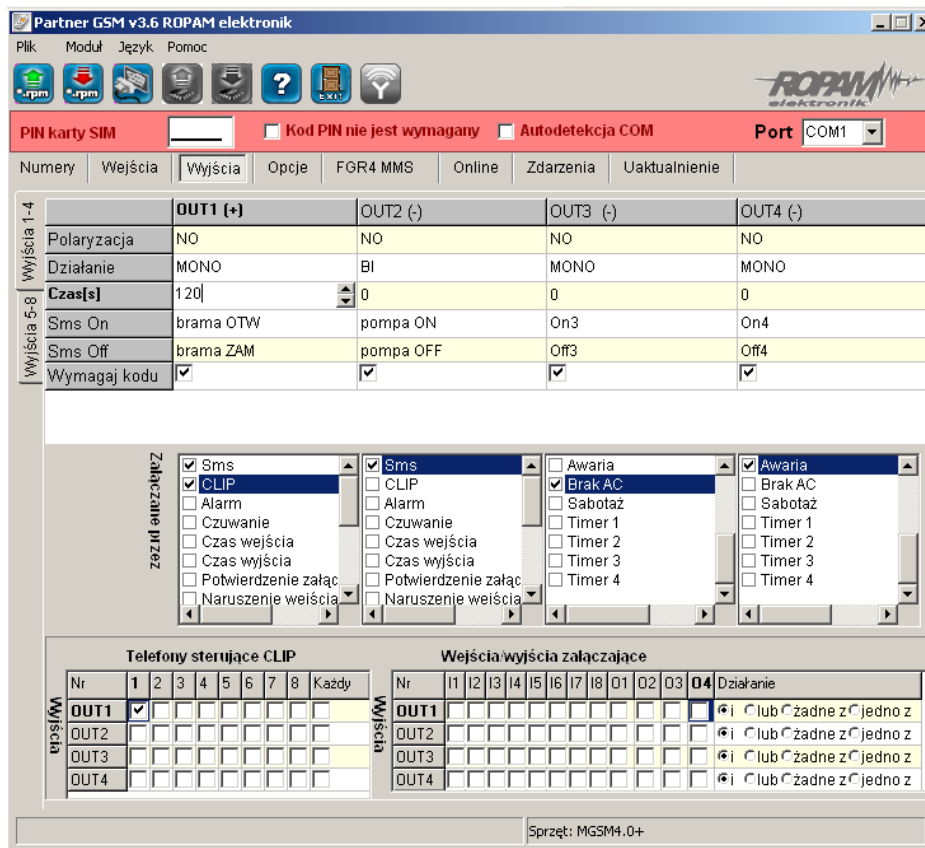 Partner GSM v3.6 ROPAM elektronik
Plik Moduł Język Pomoc
*.rpm *.rpm ? EXIT ROPAM elektronik
PIN karty SIM Kod PIN nie jest wymagany Autodetekcja COM Port COM1
Numery Wejścia Wyjścia Opcje FGR4 MMS Online Zdarzenia Uaktualnienie
Wyjścia 1-4
Wyjścia 5-8
OUT1 (+) OUT2 (-) OUT3 (-) OUT4 (-)
Polaryzacja NO NO NO NO
Działanie MONO BI MONO MONO
Czas[s] 120 0 0 0
Sms On brama OTW pompa ON On3 On4
Sms Off brama ZAM pompa OFF Off3 Off4
Wymagaj kodu
Załączane przez
Sms Sms Awaria Awaria
CLIP CLIP Brak AC Brak AC
Alarm Alarm Sabotaż Sabotaż
Czuwanie Czuwanie Timer 1 Timer 1
Czas wejścia Czas wejścia Timer 2 Timer 2
Czas wyjścia Czas wyjścia Timer 3 Timer 3
Potwierdzenie załąc Potwierdzenie załąc Timer 4 Timer 4
Naruszenie wejścia Naruszenie wejścia
Telefony sterujące CLIP Wejścia/wyjścia załączające
Wyjścia Wyjścia
Nr 1 2 3 4 5 6 7 8 Każdy Nr I1 I2 I3 I4 I5 I6 I7 I8 O1 O2 O3 O4 Działanie
OUT1 OUT1 i lub żadne z jedno z
OUT2 OUT2 i lub żadne z jedno z
OUT3 OUT3 i lub żadne z jedno z
OUT4 OUT4 i lub żadne z jedno z
Sprzęt: MGSM4.0+